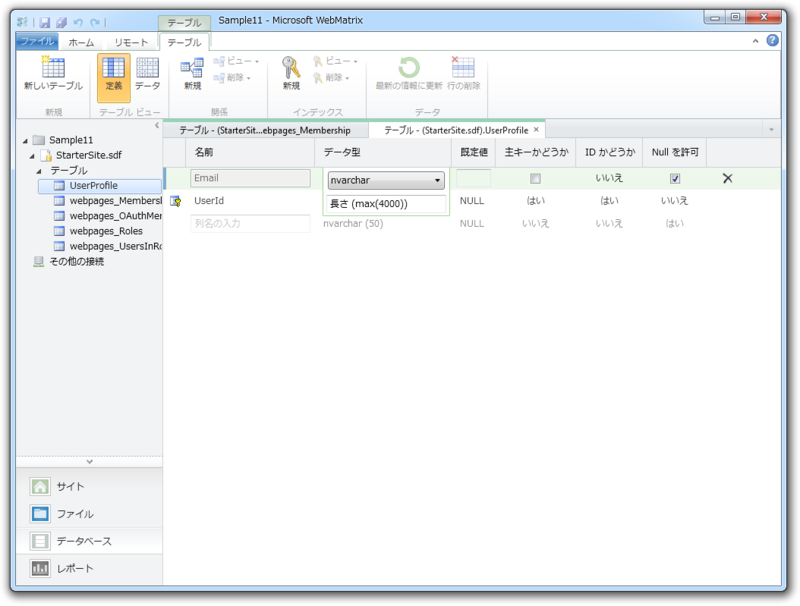 テーブル
Sample11 - Microsoft WebMatrix
ファイル ホーム リモート テーブル
新しいテーブル 定義 データ 新規 ビュー 削除 新規 ビュー 削除 最新の情報に更新 行の削除
新規 テーブル ビュー 関係 インデックス データ
テーブル - (StarterSit...ebpages_Membership テーブル - (StarterSite.sdf).UserProfile
Sample11
StarterSite.sdf
テーブル
UserProfile
webpages_Membersh
webpages_OAuthMem
webpages_Roles
webpages_UsersInRo
その他の接続
名前 データ型 既定値 主キーかどうか ID かどうか Null を許可
Email nvarchar いいえ
UserId 長さ (max(4000)) NULL はい はい いいえ
列名の入力 nvarchar (50) NULL いいえ いいえ はい
サイト
ファイル
データベース
レポート